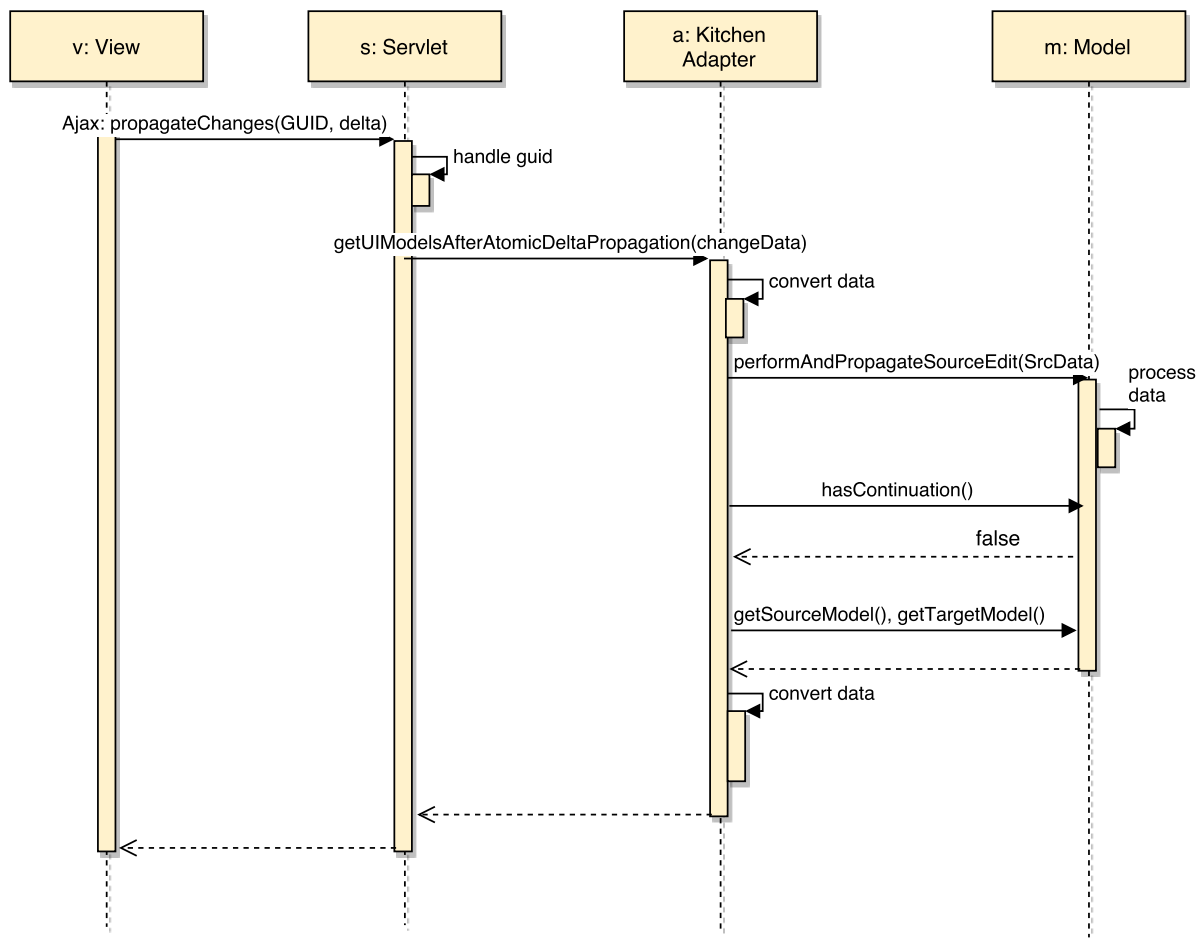 v: View
s: Servlet
a: Kitchen
Adapter
m: Model
Ajax: propagateChanges(GUID, delta)
handle guid
getUIModelsAfterAtomicDeltaPropagation(changeData)
convert data
performAndPropagateSourceEdit(SrcData)
process
data
hasContinuation()
false
getSourceModel(), getTargetModel()
convert data